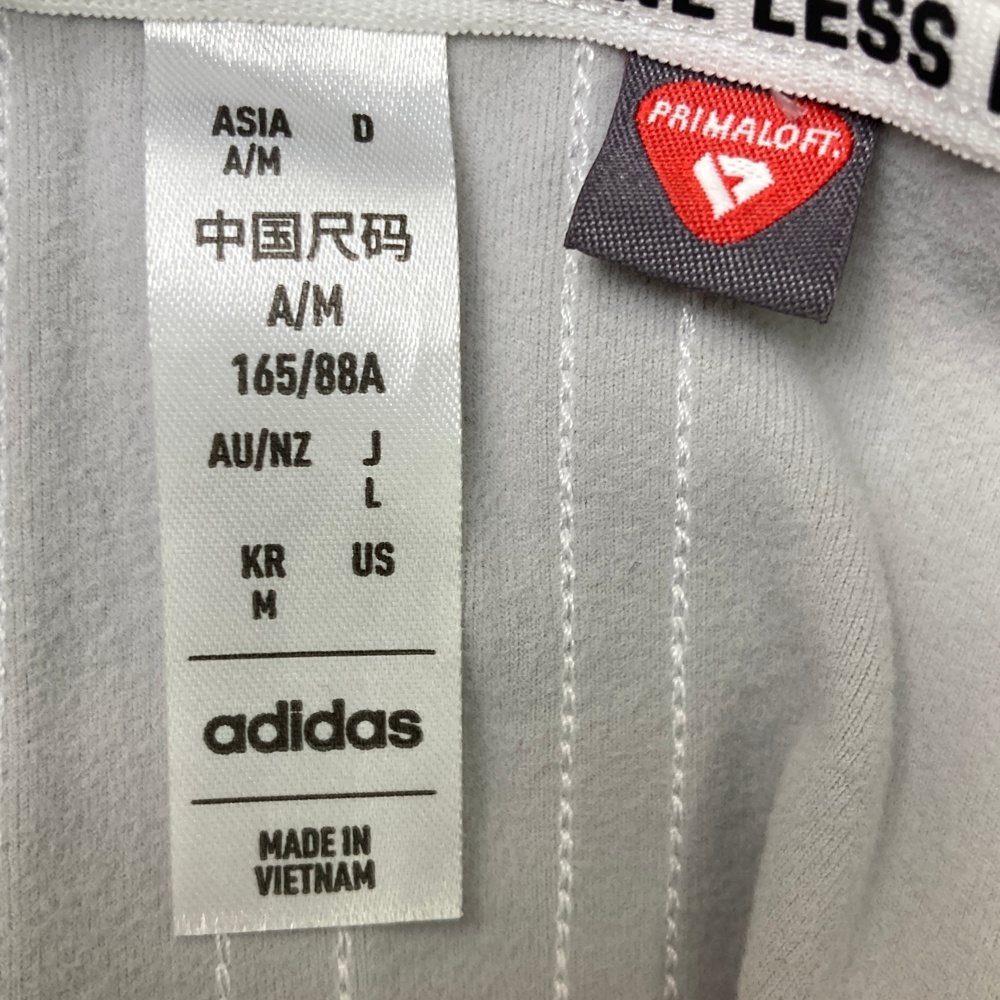 LESS
PRIMALOFT.
ASIA D
A/M
中国尺码
A/M
165/88A
AU/NZ J
L
KR US
M
adidas
MADE IN
VIETNAM